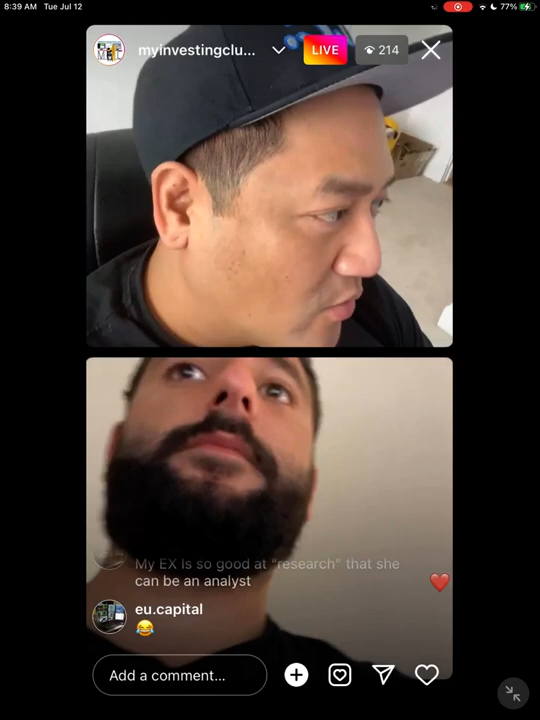 8:39 AM Tue Jul 12
77%
myinvestingclu...
LIVE
214
My EX is so good at "research" that she
can be an analyst
eu.capital
😂
Add a comment...